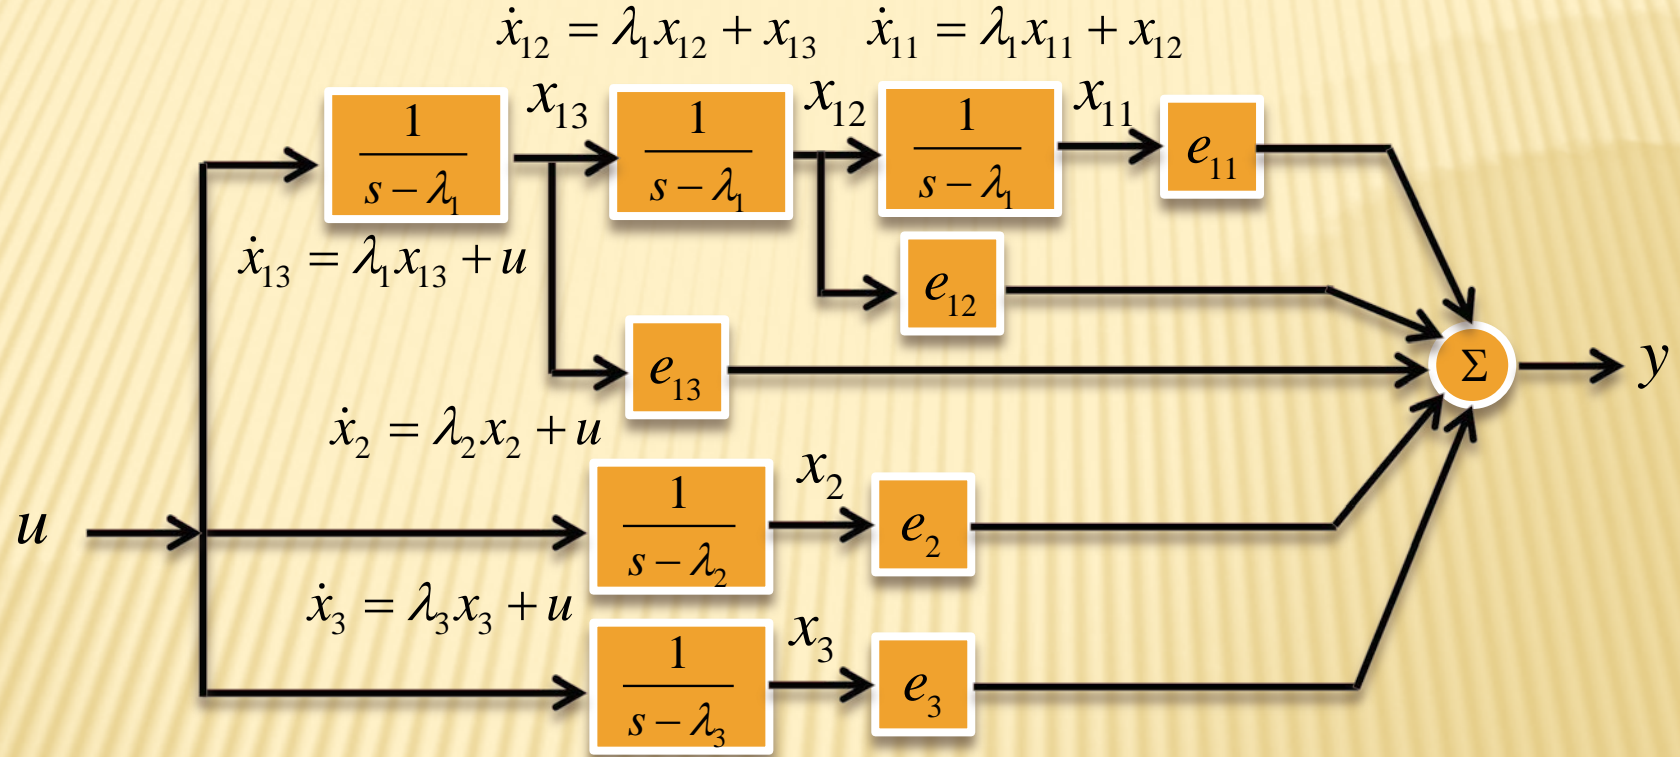 ẋ₁₂ = λ₁x₁₂ + x₁₃ ẋ₁₁ = λ₁x₁₁ + x₁₂
x₁₃ x₁₂ x₁₁
1/(s − λ₁) 1/(s − λ₁) 1/(s − λ₁) e₁₁
ẋ₁₃ = λ₁x₁₃ + u
e₁₂
e₁₃ Σ y
ẋ₂ = λ₂x₂ + u
x₂
u 1/(s − λ₂) e₂
ẋ₃ = λ₃x₃ + u
x₃
1/(s − λ₃) e₃